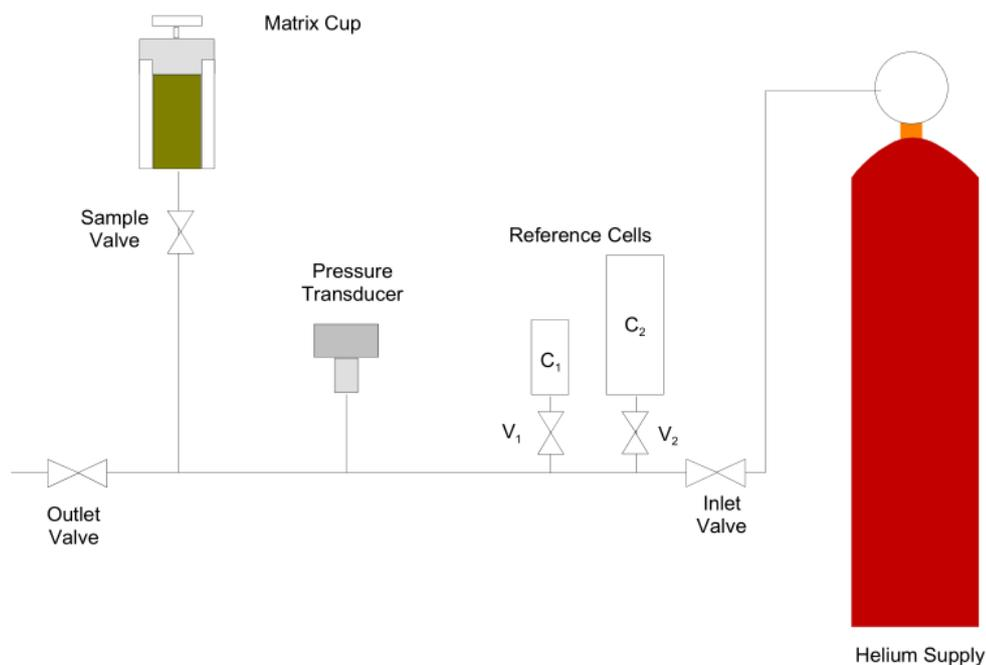 Matrix Cup
Sample
Valve
Pressure
Transducer
Reference Cells
C₁
C₂
V₁
V₂
Outlet
Valve
Inlet
Valve
Helium Supply